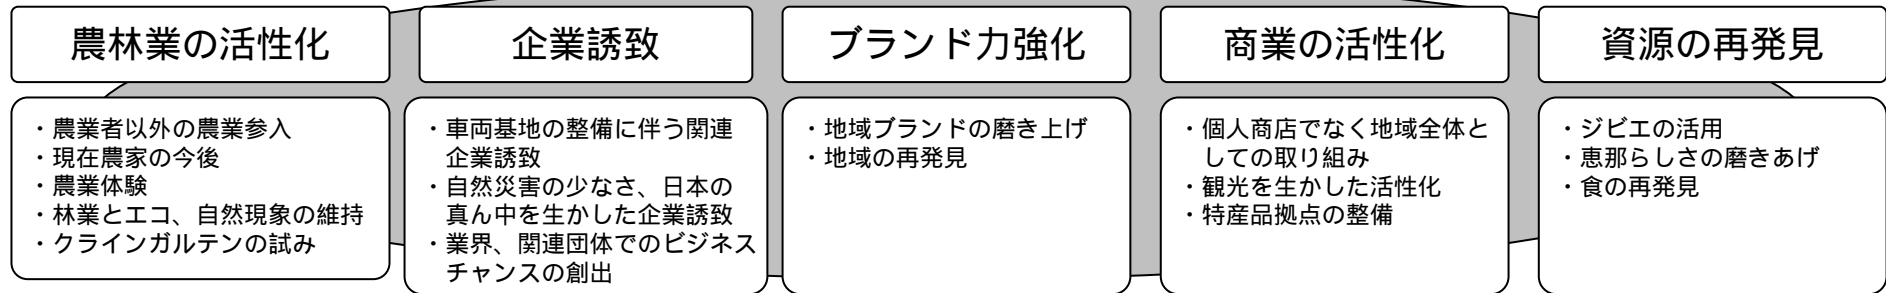 農林業の活性化
・農業者以外の農業参入
・現在農家の今後
・農業体験
・林業とエコ、自然現象の維持
・クラインガルテンの試み
企業誘致
・車両基地の整備に伴う関連
企業誘致
・自然災害の少なさ、日本の
真ん中を生かした企業誘致
・業界、関連団体でのビジネス
チャンスの創出
ブランド力強化
・地域ブランドの磨き上げ
・地域の再発見
商業の活性化
・個人商店でなく地域全体と
しての取り組み
・観光を生かした活性化
・特産品拠点の整備
資源の再発見
・ジビエの活用
・恵那らしさの磨きあげ
・食の再発見